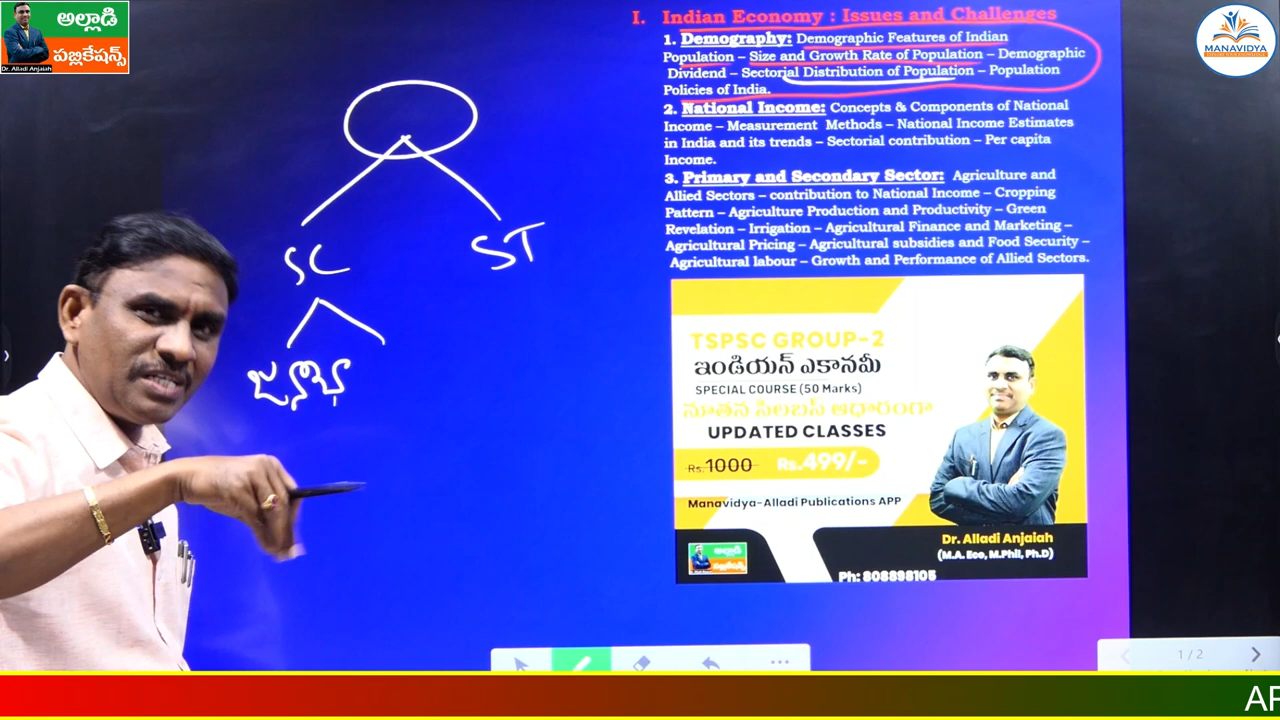 అల్లాడి
పబ్లికేషన్స్
Dr. Alladi Anjaiah
MANAVIDYA
I. Indian Economy : Issues and Challenges
1. Demography: Demographic Features of Indian
Population – Size and Growth Rate of Population – Demographic
Dividend – Sectorial Distribution of Population – Population
Policies of India.
2. National Income: Concepts & Components of National
Income – Measurement Methods – National Income Estimates
in India and its trends – Sectorial contribution – Per capita
Income.
3. Primary and Secondary Sector: Agriculture and
Allied Sectors – contribution to National Income – Cropping
Pattern – Agriculture Production and Productivity – Green
Revelation – Irrigation – Agricultural Finance and Marketing –
Agricultural Pricing – Agricultural subsidies and Food Security –
Agricultural labour – Growth and Performance of Allied Sectors.
SC
ST
జనాభా
TSPSC GROUP-2
ఇండియన్ ఎకానమీ
SPECIAL COURSE (50 Marks)
నూతన సిలబస్ ఆధారంగా
UPDATED CLASSES
Rs.1000 Rs.499/-
Manavidya-Alladi Publications APP
Dr. Alladi Anjaiah
(M.A. Eco, M.Phil, Ph.D)
అల్లాడి
Ph: 808898105
1 / 2